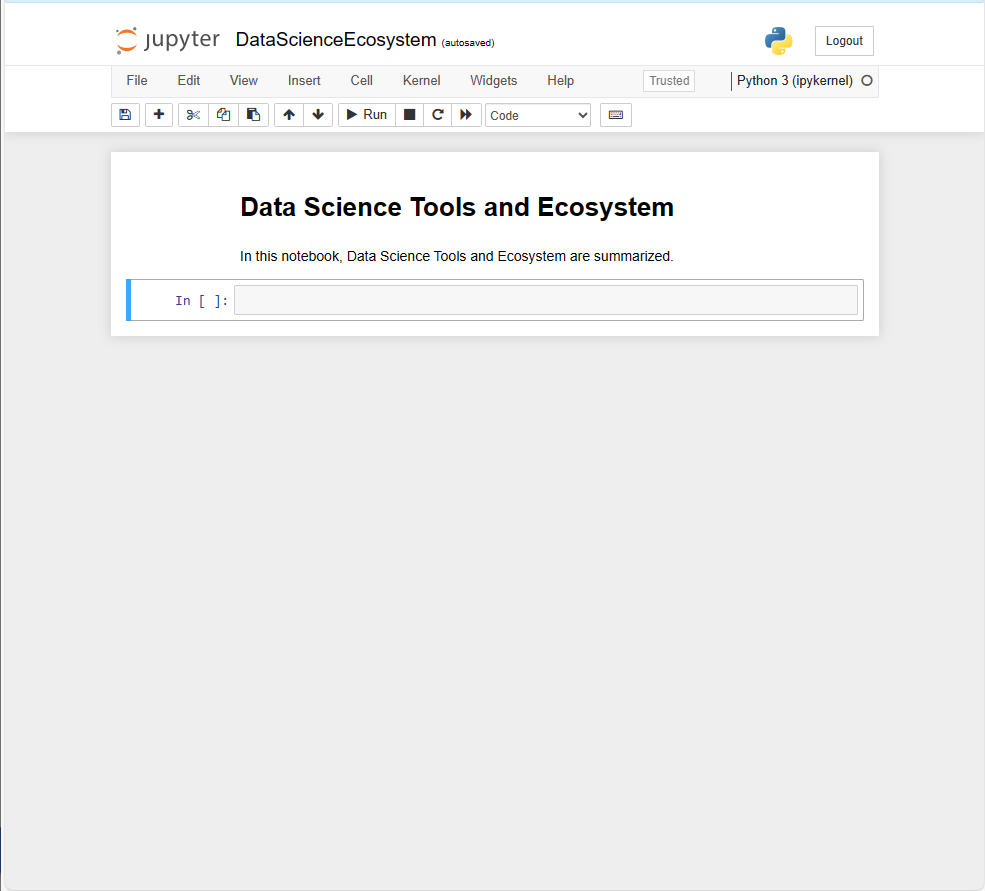 jupyter DataScienceEcosystem (autosaved) Logout
File Edit View Insert Cell Kernel Widgets Help Trusted Python 3 (ipykernel)
Run Code
Data Science Tools and Ecosystem
In this notebook, Data Science Tools and Ecosystem are summarized.
In [ ]: